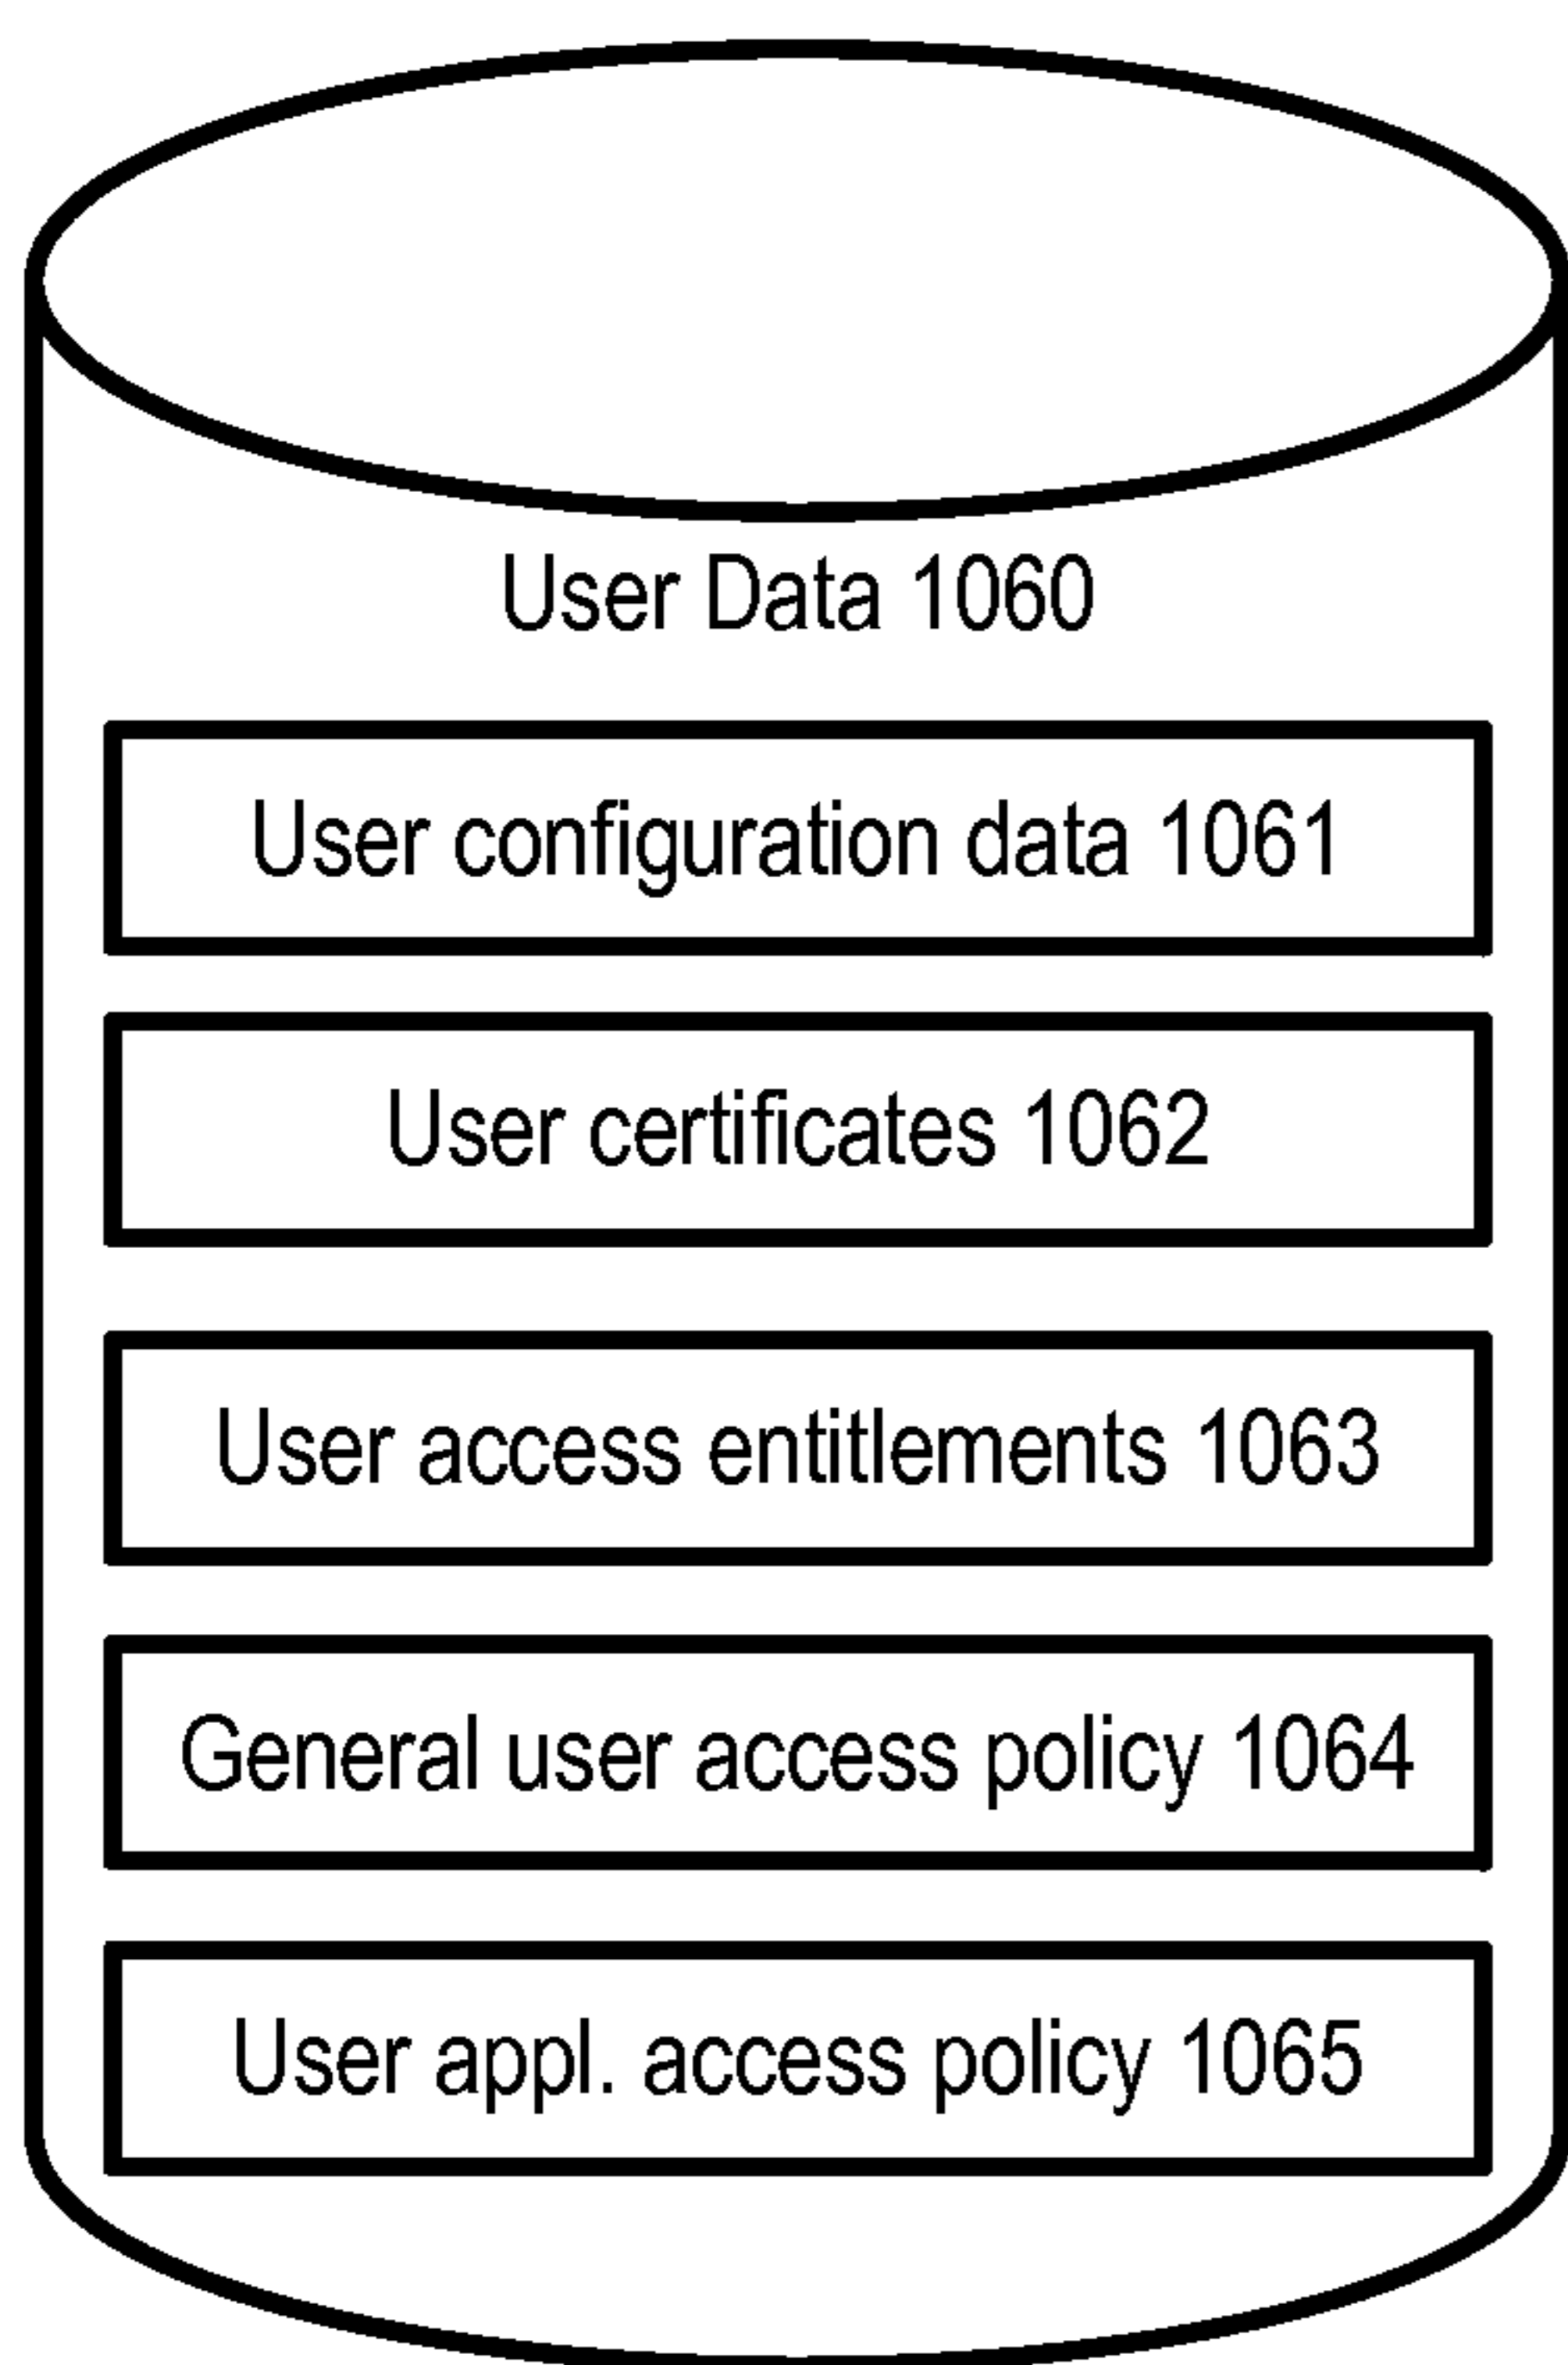 User Data 1060
User configuration data 1061
User certificates 1062
User access entitlements 1063
General user access policy 1064
User appl. access policy 1065